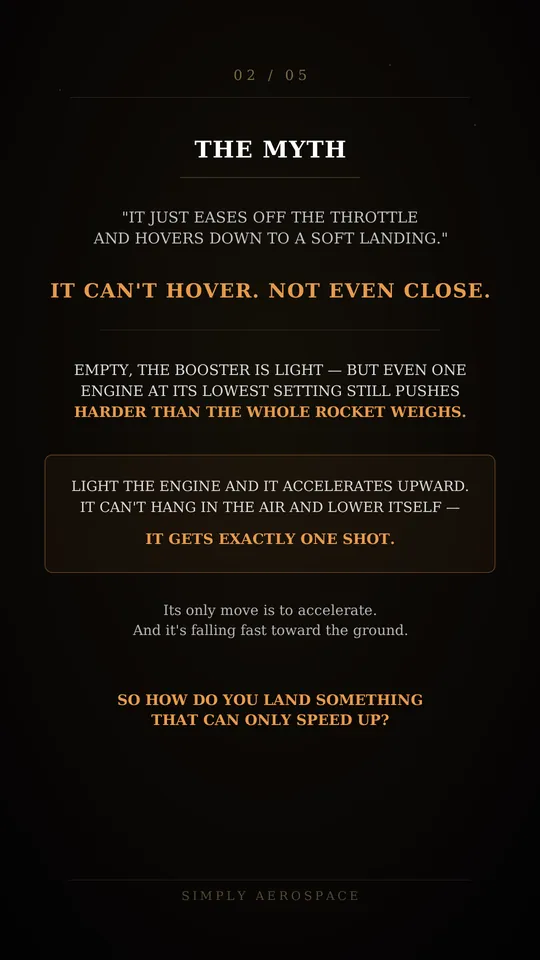 02 / 05
THE MYTH
"IT JUST EASES OFF THE THROTTLE
AND HOVERS DOWN TO A SOFT LANDING."
IT CAN'T HOVER. NOT EVEN CLOSE.
EMPTY, THE BOOSTER IS LIGHT — BUT EVEN ONE
ENGINE AT ITS LOWEST SETTING STILL PUSHES
HARDER THAN THE WHOLE ROCKET WEIGHS.
LIGHT THE ENGINE AND IT ACCELERATES UPWARD.
IT CAN'T HANG IN THE AIR AND LOWER ITSELF —
IT GETS EXACTLY ONE SHOT.
Its only move is to accelerate.
And it's falling fast toward the ground.
SO HOW DO YOU LAND SOMETHING
THAT CAN ONLY SPEED UP?
SIMPLY AEROSPACE